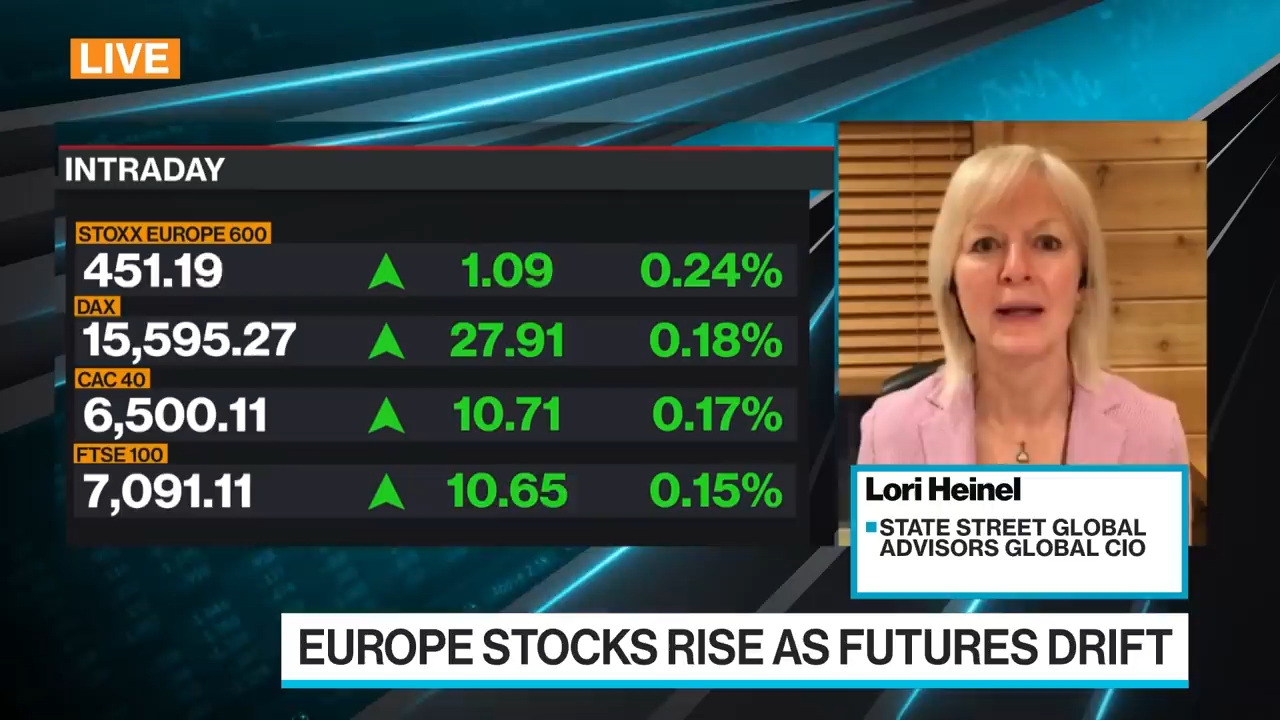 LIVE
INTRADAY
STOXX EUROPE 600
451.19 ▲ 1.09 0.24%
DAX
15,595.27 ▲ 27.91 0.18%
CAC 40
6,500.11 ▲ 10.71 0.17%
FTSE 100
7,091.11 ▲ 10.65 0.15%
Lori Heinel
STATE STREET GLOBAL
ADVISORS GLOBAL CIO
EUROPE STOCKS RISE AS FUTURES DRIFT